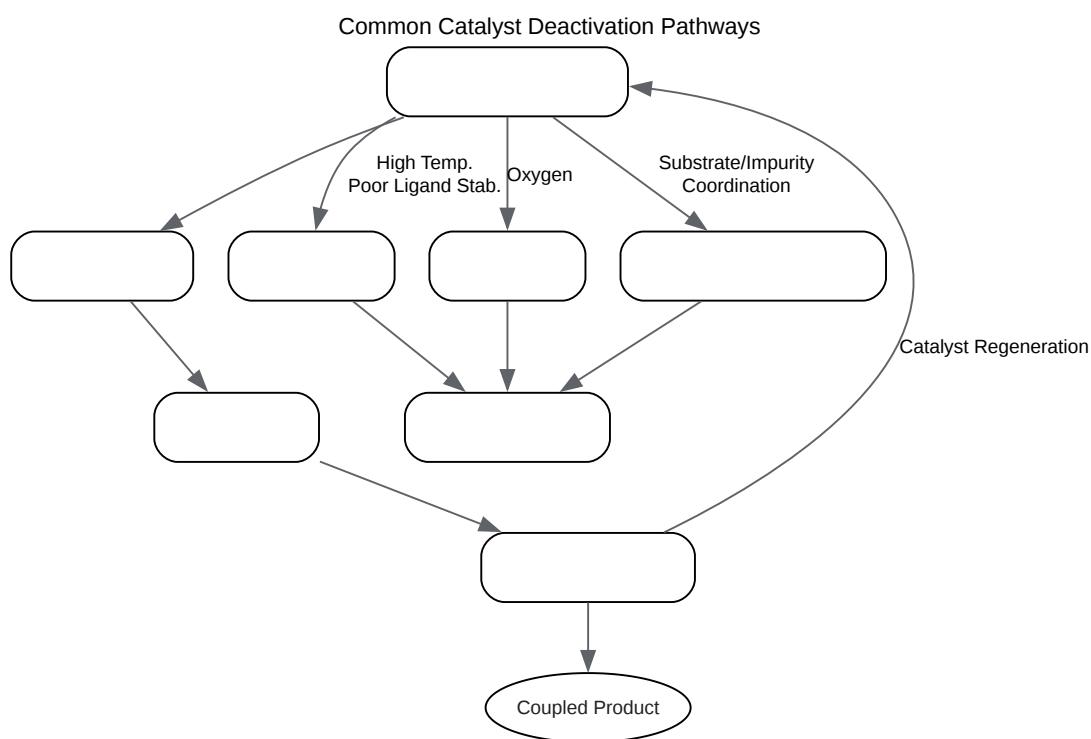 Common Catalyst Deactivation Pathways
High Temp.
Poor Ligand Stab.
Oxygen
Substrate/Impurity
Coordination
Catalyst Regeneration
Coupled Product